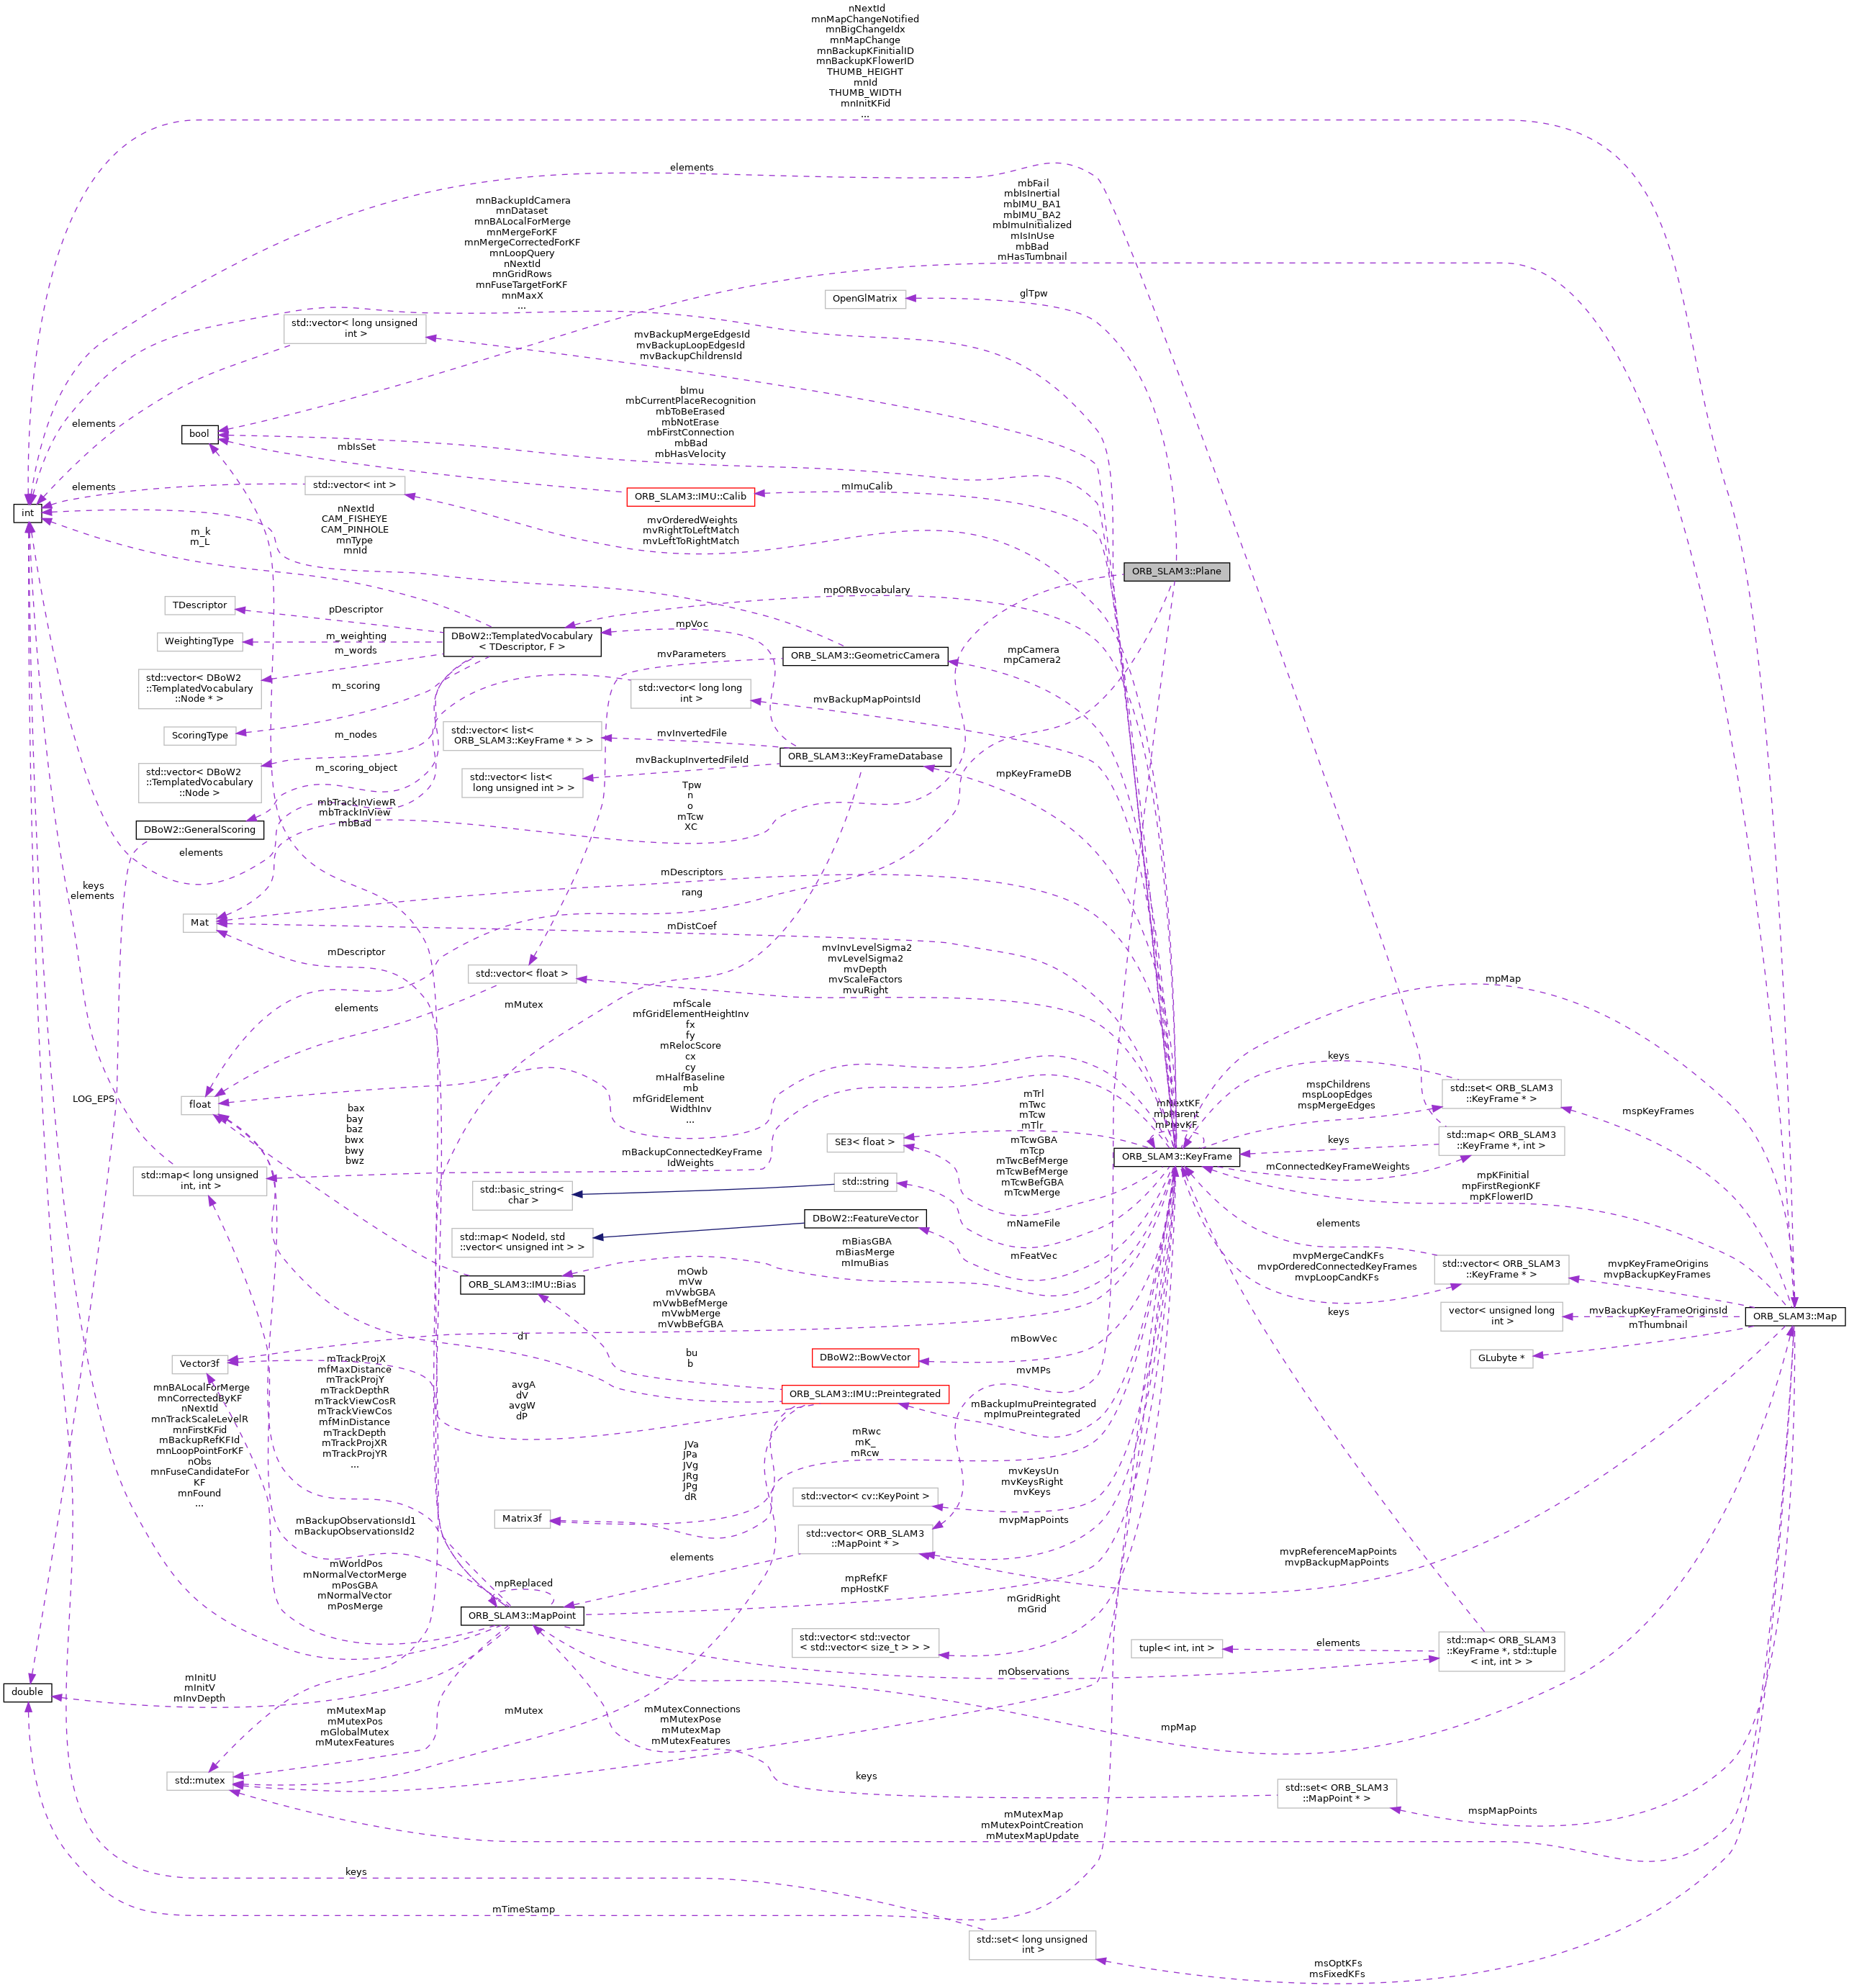 nNextId
mnMapChangeNotified
mnBigChangeIdx
mnMapChange
mnBackupKFinitialID
mnBackupKFlowerID
THUMB_HEIGHT
mnId
THUMB_WIDTH
mnInitKFid
...
elements
mbFail
mbIsInertial
mbIMU_BA1
mbIMU_BA2
mbImuInitialized
mIsInUse
mbBad
mHasTumbnail
mnBackupIdCamera
mnDataset
mnBALocalForMerge
mnMergeForKF
mnMergeCorrectedForKF
mnLoopQuery
nNextId
mnGridRows
mnFuseTargetForKF
mnMaxX
...
OpenGlMatrix
glTpw
std::vector< long unsigned
int >
mvBackupMergeEdgesId
mvBackupLoopEdgesId
mvBackupChildrensId
bImu
mbCurrentPlaceRecognition
mbToBeErased
mbNotErase
mbFirstConnection
mbBad
mbHasVelocity
elements
bool
mbIsSet
elements
std::vector< int >
ORB_SLAM3::IMU::Calib
mImuCalib
int
nNextId
CAM_FISHEYE
CAM_PINHOLE
mnType
mnId
m_k
m_L
mvOrderedWeights
mvRightToLeftMatch
mvLeftToRightMatch
ORB_SLAM3::Plane
mpORBvocabulary
TDescriptor
pDescriptor
WeightingType
m_weighting
m_words
DBoW2::TemplatedVocabulary
< TDescriptor, F >
mpVoc
mvParameters
ORB_SLAM3::GeometricCamera
mpCamera
mpCamera2
std::vector< DBoW2
::TemplatedVocabulary
::Node * >
m_scoring
std::vector< long long
int >
mvBackupMapPointsId
ScoringType
m_nodes
std::vector< list<
ORB_SLAM3::KeyFrame * > >
mvInvertedFile
ORB_SLAM3::KeyFrameDatabase
mvBackupInvertedFileId
mpKeyFrameDB
std::vector< DBoW2
::TemplatedVocabulary
::Node >
m_scoring_object
std::vector< list<
long unsigned int > >
Tpw
n
o
mTcw
XC
mbTrackInViewR
mbTrackInView
mbBad
DBoW2::GeneralScoring
elements
mDescriptors
rang
keys
elements
Mat
mDistCoef
mDescriptor
std::vector< float >
mvInvLevelSigma2
mvLevelSigma2
mvDepth
mvScaleFactors
mvuRight
mpMap
elements
mMutex
mfScale
mfGridElementHeightInv
fx
fy
mRelocScore
cx
cy
mHalfBaseline
mb
mfGridElement
WidthInv
...
LOG_EPS
float
bax
bay
baz
bwx
bwy
bwz
keys
mspChildrens
mspLoopEdges
mspMergeEdges
std::set< ORB_SLAM3
::KeyFrame * >
mspKeyFrames
mTrl
mTwc
mTcw
mTlr
mNextKF
mpParent
mPrevKF
SE3< float >
mTcwGBA
mTcp
mTwcBefMerge
mTcwBefMerge
mTcwBefGBA
mTcwMerge
ORB_SLAM3::KeyFrame
keys
std::map< ORB_SLAM3
::KeyFrame *, int >
mConnectedKeyFrameWeights
mpKFinitial
mpFirstRegionKF
mpKFlowerID
std::map< long unsigned
int, int >
mBackupConnectedKeyFrame
IdWeights
std::basic_string<
char >
std::string
mNameFile
DBoW2::FeatureVector
mFeatVec
std::map< NodeId, std
::vector< unsigned int > >
elements
mBiasGBA
mBiasMerge
mImuBias
mvpMergeCandKFs
mvpOrderedConnectedKeyFrames
mvpLoopCandKFs
std::vector< ORB_SLAM3
::KeyFrame * >
mvpKeyFrameOrigins
mvpBackupKeyFrames
ORB_SLAM3::IMU::Bias
mOwb
mVw
mVwbGBA
mVwbBefMerge
mVwbMerge
mVwbBefGBA
keys
vector< unsigned long
int >
mvBackupKeyFrameOriginsId
mThumbnail
ORB_SLAM3::Map
GLubyte *
dT
bu
b
mBowVec
DBoW2::BowVector
mvMPs
Vector3f
mTrackProjX
mfMaxDistance
mTrackProjY
mTrackDepthR
mTrackViewCosR
mTrackViewCos
mfMinDistance
mTrackDepth
mTrackProjXR
mTrackProjYR
...
avgA
dV
avgW
dP
ORB_SLAM3::IMU::Preintegrated
mBackupImuPreintegrated
mpImuPreintegrated
mnBALocalForMerge
mnCorrectedByKF
nNextId
mnTrackScaleLevelR
mnFirstKFid
mBackupRefKFId
mnLoopPointForKF
nObs
mnFuseCandidateFor
KF
mnFound
...
JVa
JPa
JVg
JRg
JPg
dR
mRwc
mK_
mRcw
mvKeysUn
mvKeysRight
mvKeys
std::vector< cv::KeyPoint >
Matrix3f
mvpMapPoints
mBackupObservationsId1
mBackupObservationsId2
std::vector< ORB_SLAM3
::MapPoint * >
elements
mvpReferenceMapPoints
mvpBackupMapPoints
mWorldPos
mNormalVectorMerge
mPosGBA
mNormalVector
mPosMerge
mpReplaced
mpRefKF
mpHostKF
ORB_SLAM3::MapPoint
mGridRight
mGrid
std::vector< std::vector
< std::vector< size_t > > >
tuple< int, int >
elements
std::map< ORB_SLAM3
::KeyFrame *, std::tuple
< int, int > >
mObservations
double
mInitU
mInitV
mInvDepth
mMutexMap
mMutexPos
mGlobalMutex
mMutexFeatures
mMutex
mMutexConnections
mMutexPose
mMutexMap
mMutexFeatures
mpMap
std::mutex
keys
std::set< ORB_SLAM3
::MapPoint * >
mspMapPoints
mMutexMap
mMutexPointCreation
mMutexMapUpdate
keys
mTimeStamp
std::set< long unsigned
int >
msOptKFs
msFixedKFs